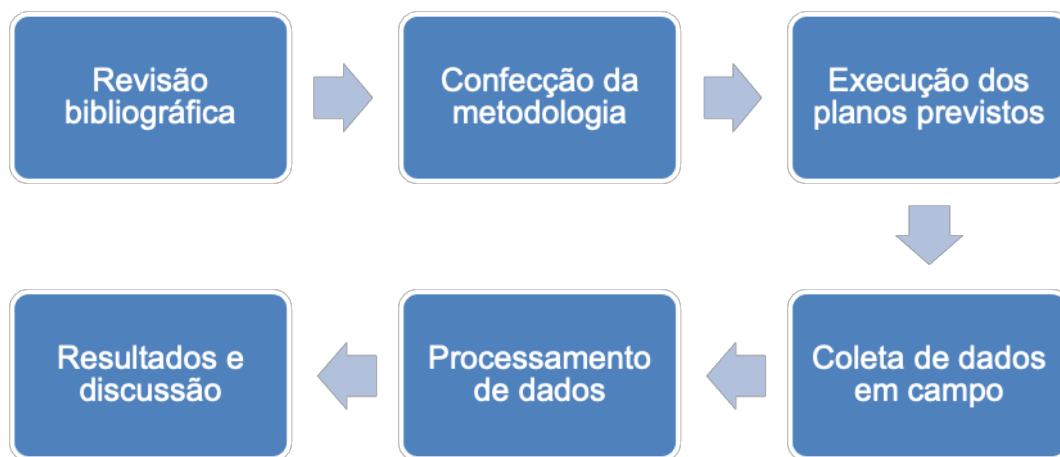 Revisão
bibliográfica
Confecção da
metodologia
Execução dos
planos previstos
Coleta de dados
em campo
Processamento
de dados
Resultados e
discussão